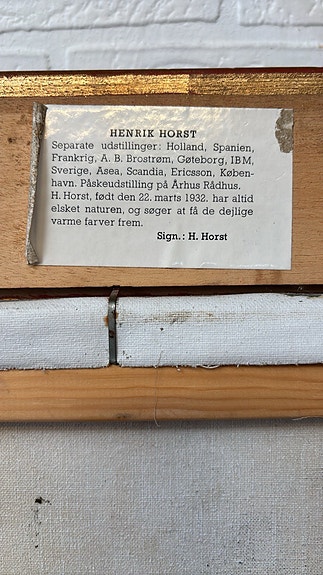 HENRIK HORST
Separate udstillinger: Holland, Spanien,
Frankrig, A. B. Brostrøm, Gøteborg, IBM,
Sverige, Asea, Scandia, Ericsson, Køben-
havn. Påskeudstilling på Århus Rådhus.
H. Horst, født den 22. marts 1932. har altid
elsket naturen, og søger at få de dejlige
varme farver frem.
Sign.: H. Horst